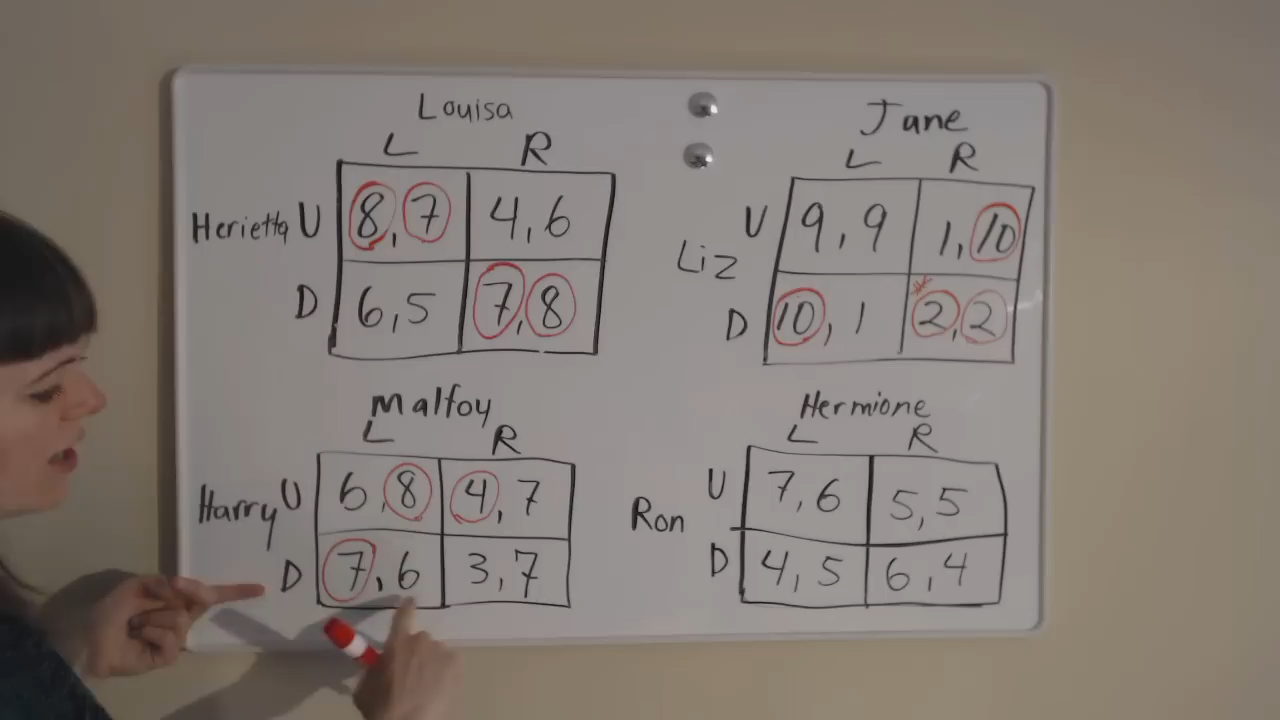 Louisa
L R
Herietta U 8,7 4,6
D 6,5 7,8
Jane
L R
Liz
U 9,9 1,10
D 10,1 *2,2
Malfoy
L R
Harry U 6,8 4,7
D 7,6 3,7
Hermione
L R
Ron
U 7,6 5,5
D 4,5 6,4